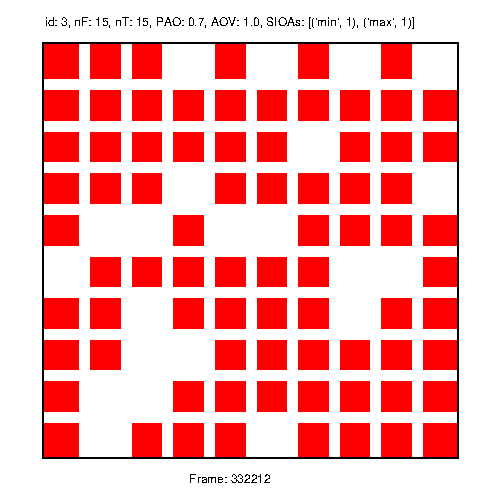 id: 3, nF: 15, nT: 15, PAO: 0.7, AOV: 1.0, SIOAs: [('min', 1), ('max', 1)]
Frame: 332212